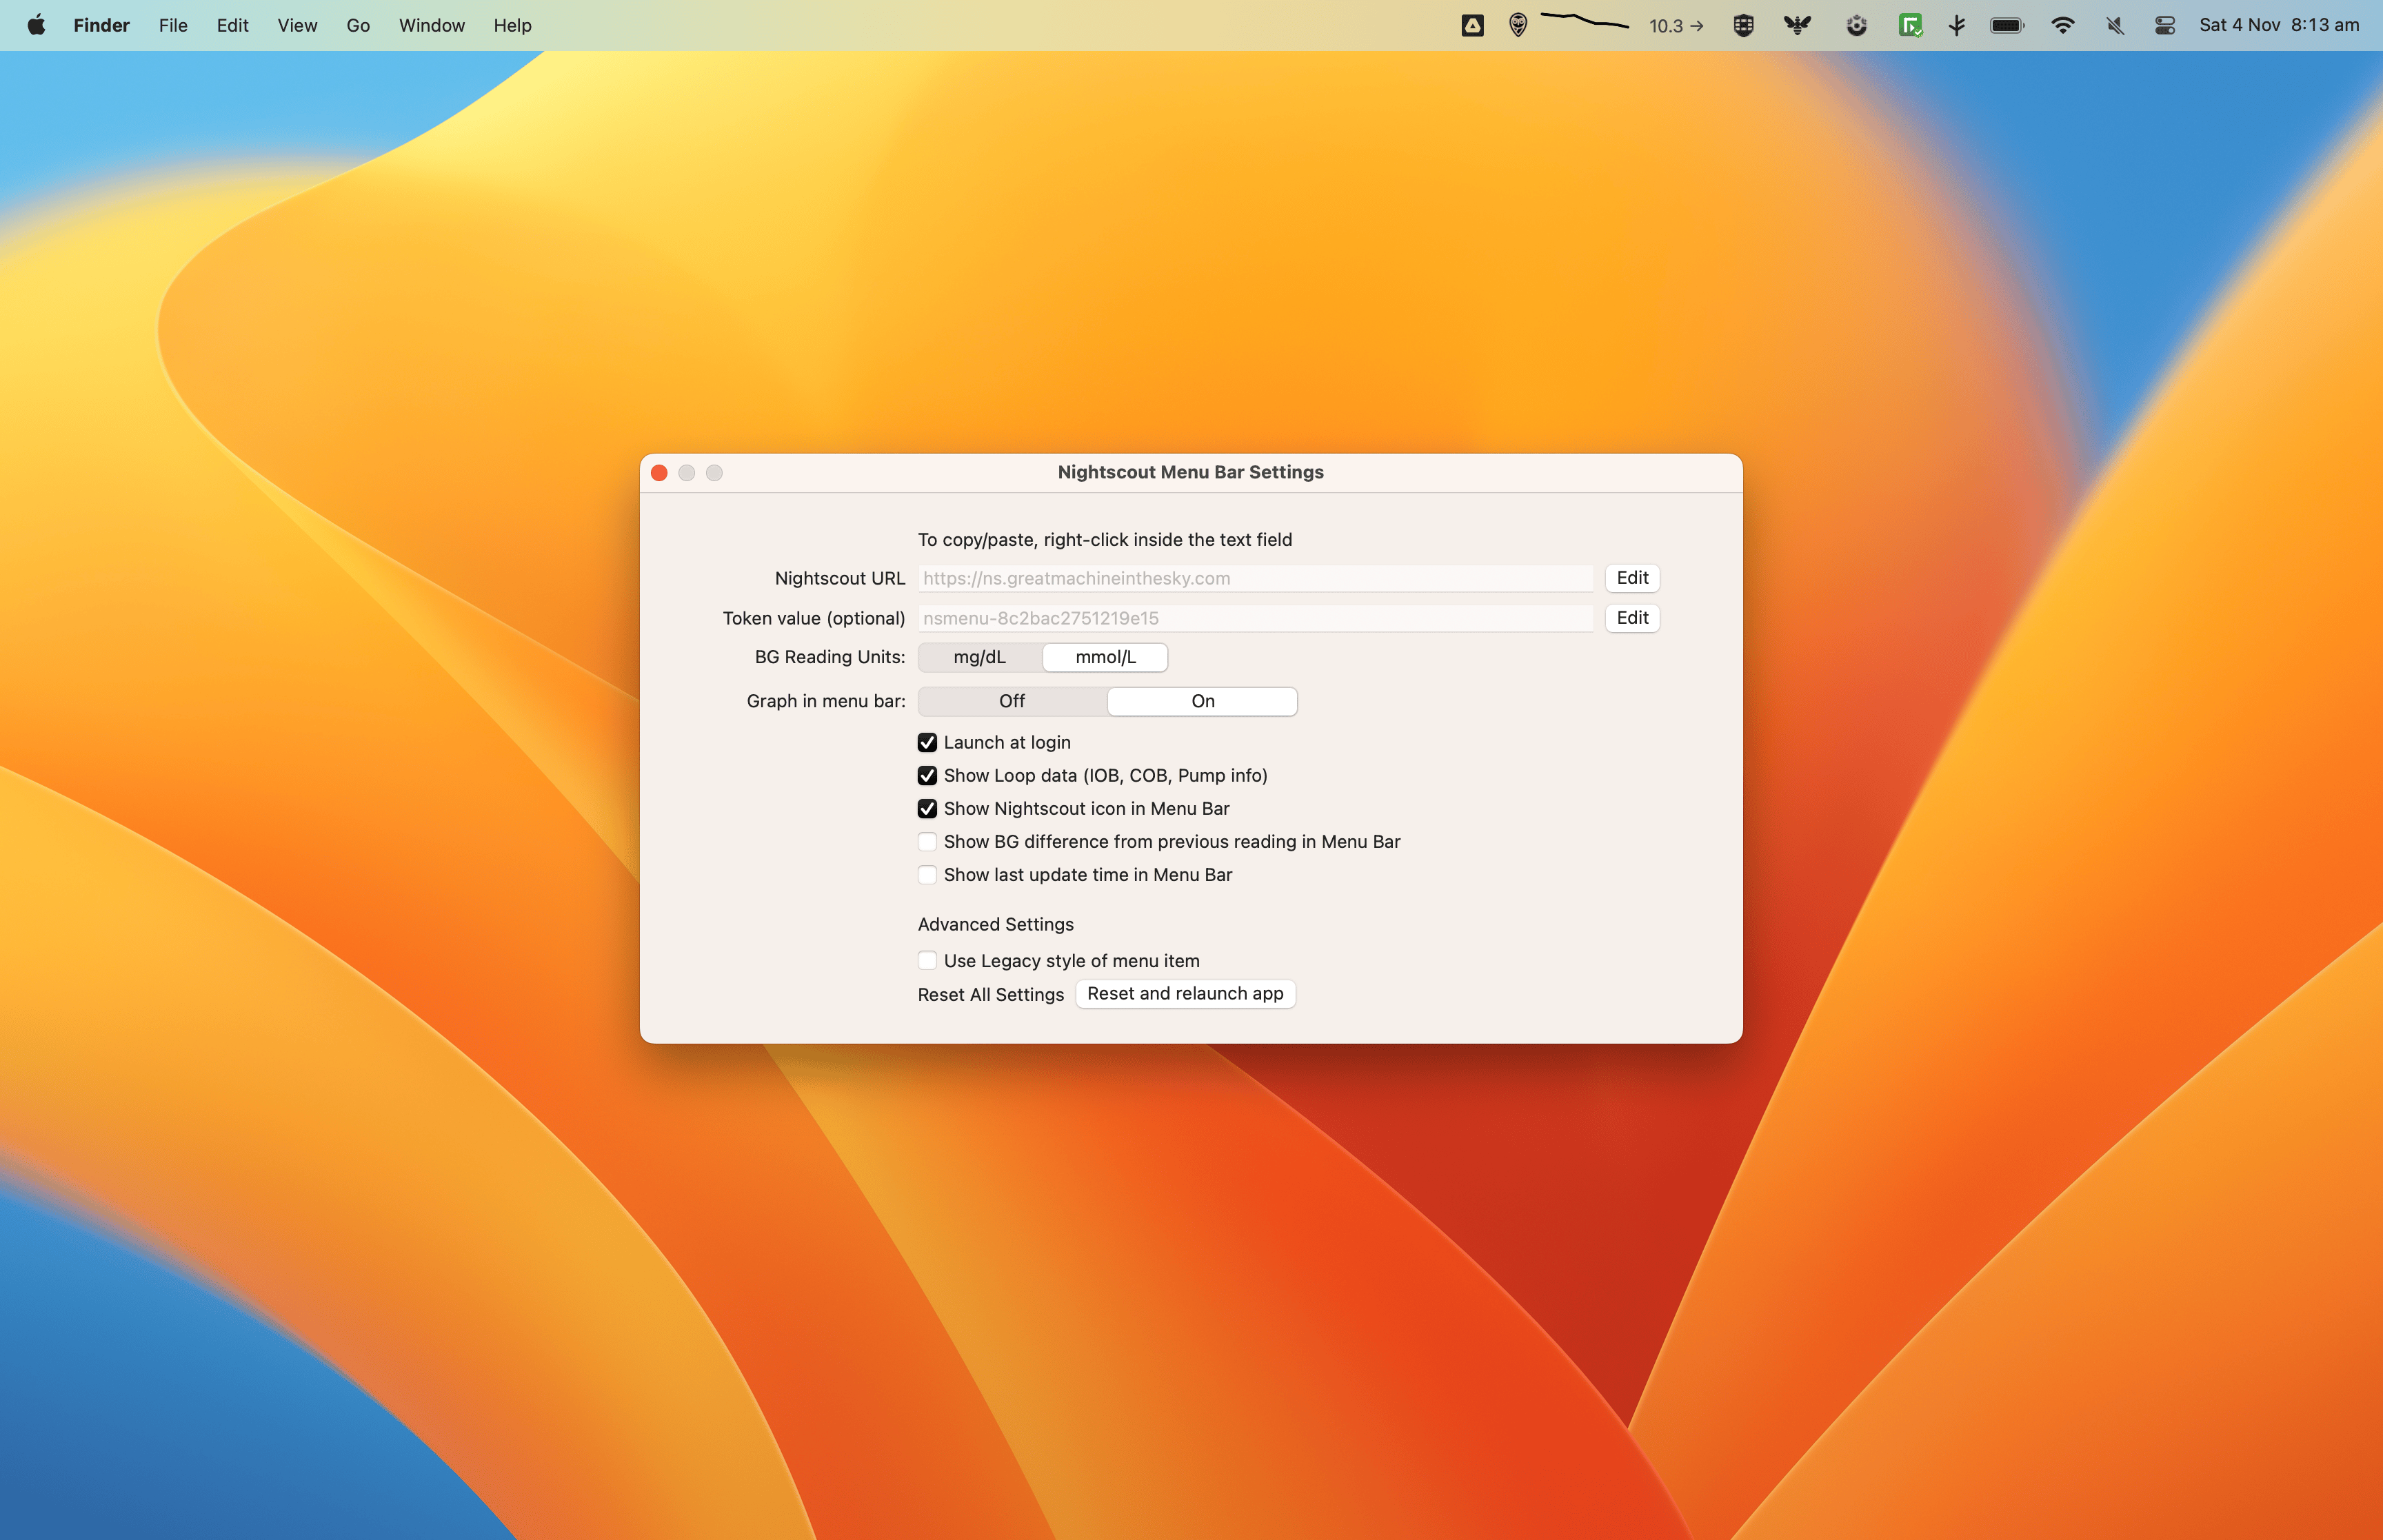 Finder File Edit View Go Window Help 10.3 → Sat 4 Nov 8:13 am
Nightscout Menu Bar Settings
To copy/paste, right-click inside the text field
Nightscout URL https://ns.greatmachineinthesky.com Edit
Token value (optional) nsmenu-8c2bac2751219e15 Edit
BG Reading Units: mg/dL mmol/L
Graph in menu bar: Off On
Launch at login
Show Loop data (IOB, COB, Pump info)
Show Nightscout icon in Menu Bar
Show BG difference from previous reading in Menu Bar
Show last update time in Menu Bar
Advanced Settings
Use Legacy style of menu item
Reset All Settings Reset and relaunch app